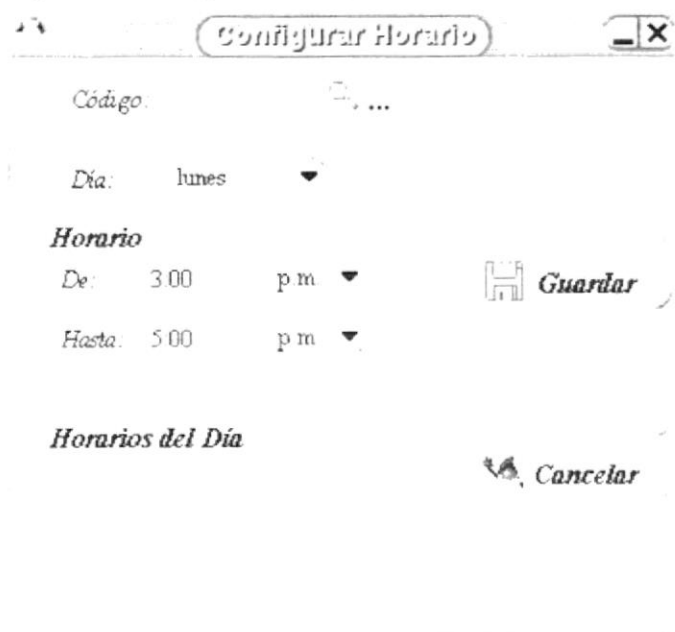 Configurar Horario
Código: ...
Día: lunes
Horario
De: 3:00 p.m.
Guardar
Hasta: 5:00 p.m.
Horarios del Día
Cancelar